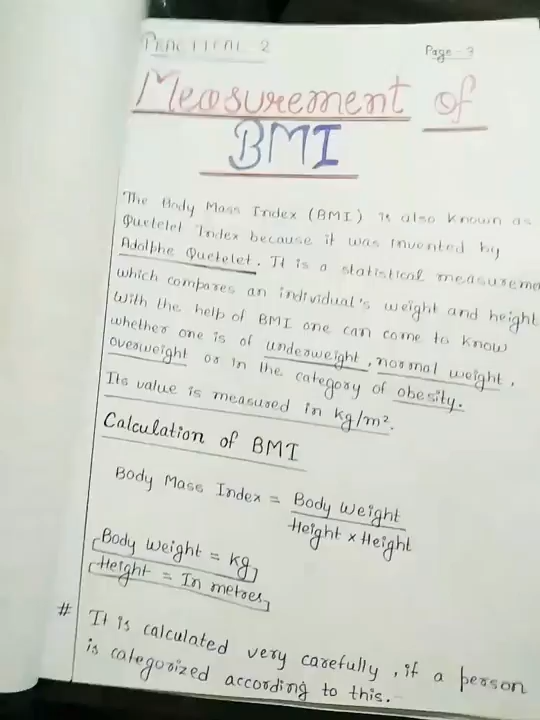 PRACTICAL 2
Page-3
Measurement of
BMI
The Body Mass Index (BMI) is also known as
Quetelet Index because it was invented by
Adolphe Quetelet. It is a statistical measureme
which compares an individual's weight and height
With the help of BMI one can come to know
whether one is of underweight, normal weight,
overweight or in the category of obesity.
Its value is measured in kg/m².
Calculation of BMI
Body Mass Index = Body Weight
Height × Height
Body Weight = kg
Height = In metres
# It is calculated very carefully, if a person
is categorized according to this.